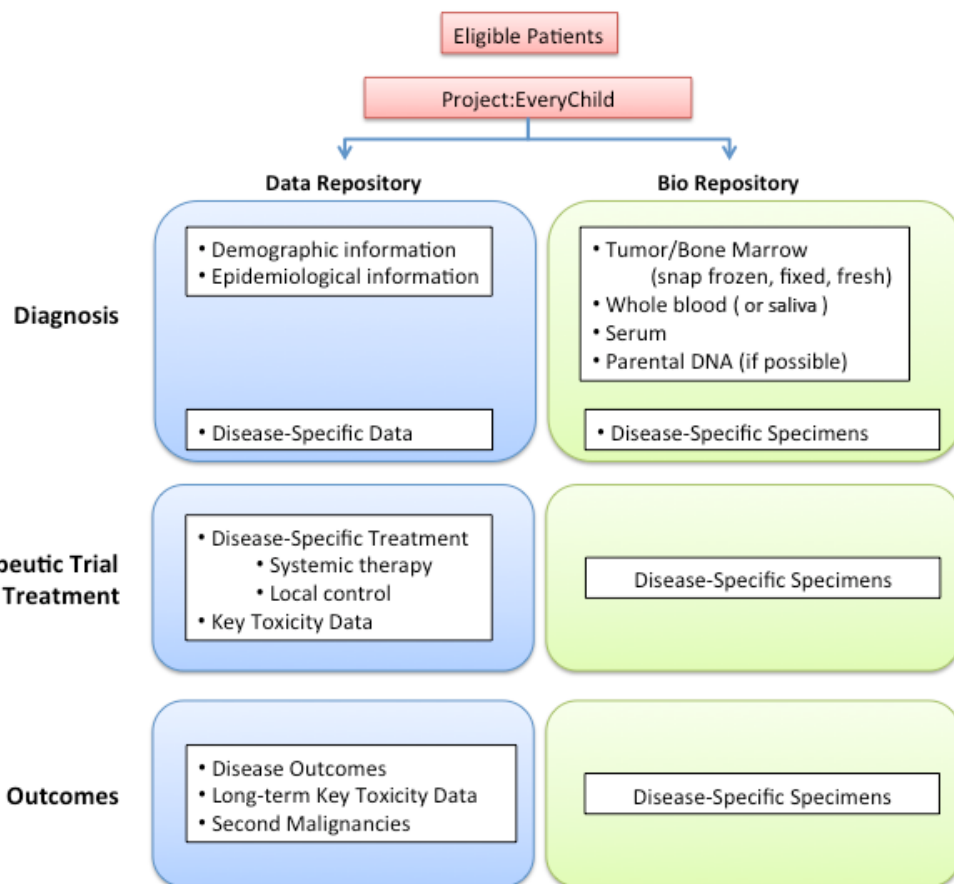 Eligible Patients
Project:EveryChild
Data Repository
Bio Repository
Diagnosis
• Demographic information
• Epidemiological information
• Disease-Specific Data
• Tumor/Bone Marrow
(snap frozen, fixed, fresh)
• Whole blood ( or saliva )
• Serum
• Parental DNA (if possible)
• Disease-Specific Specimens
Trial
Treatment
• Disease-Specific Treatment
• Systemic therapy
• Local control
• Key Toxicity Data
Disease-Specific Specimens
Outcomes
• Disease Outcomes
• Long-term Key Toxicity Data
• Second Malignancies
Disease-Specific Specimens